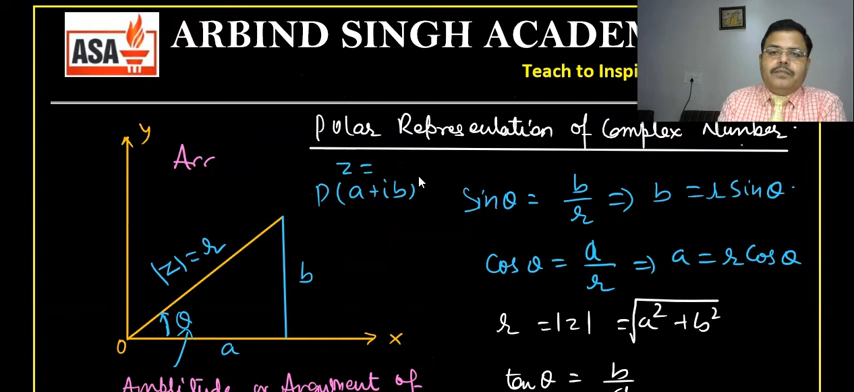 ARBIND SINGH ACADEM
ASA
Teach to Inspi
Polar Representation of Complex Number.
y
Arr
z =
P(a+ib)
sinθ = b/r ⇒ b = r sinθ.
|z| = r
b
cosθ = a/r ⇒ a = r cosθ
θ
r = |z| = √a² + b²
O
a
x
tanθ = b/
Amplitude or Argument of